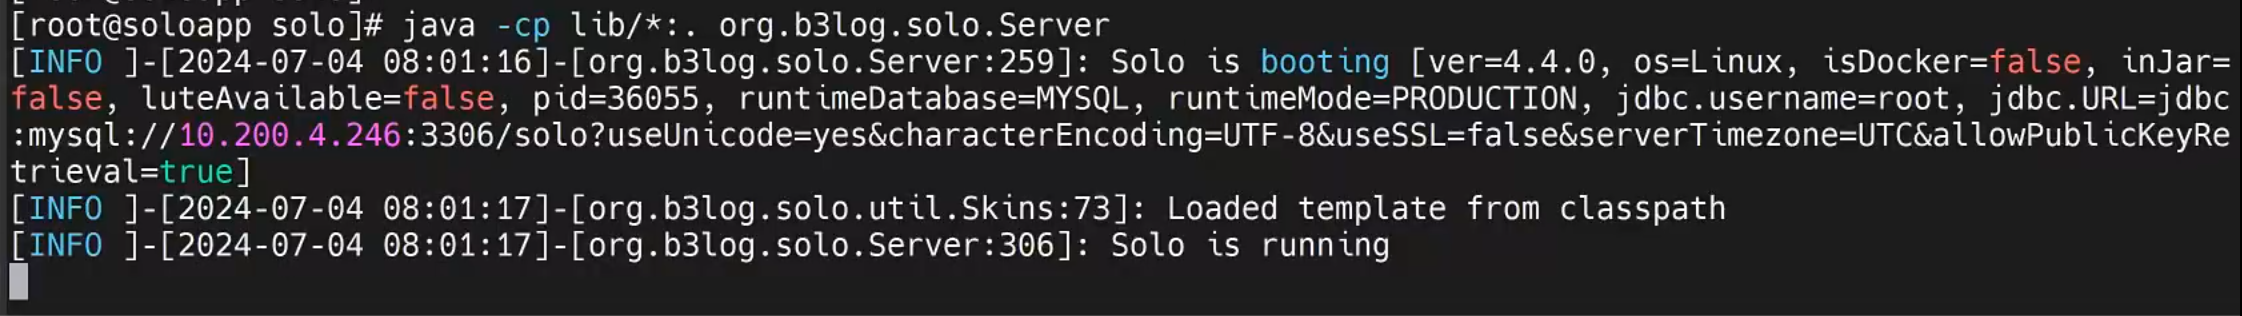 [root@soloapp solo]# java -cp lib/*:. org.b3log.solo.Server
[INFO ]-[2024-07-04 08:01:16]-[org.b3log.solo.Server:259]: Solo is booting [ver=4.4.0, os=Linux, isDocker=false, inJar=
false, luteAvailable=false, pid=36055, runtimeDatabase=MYSQL, runtimeMode=PRODUCTION, jdbc.username=root, jdbc.URL=jdbc
:mysql://10.200.4.246:3306/solo?useUnicode=yes&characterEncoding=UTF-8&useSSL=false&serverTimezone=UTC&allowPublicKeyRe
trieval=true]
[INFO ]-[2024-07-04 08:01:17]-[org.b3log.solo.util.Skins:73]: Loaded template from classpath
[INFO ]-[2024-07-04 08:01:17]-[org.b3log.solo.Server:306]: Solo is running